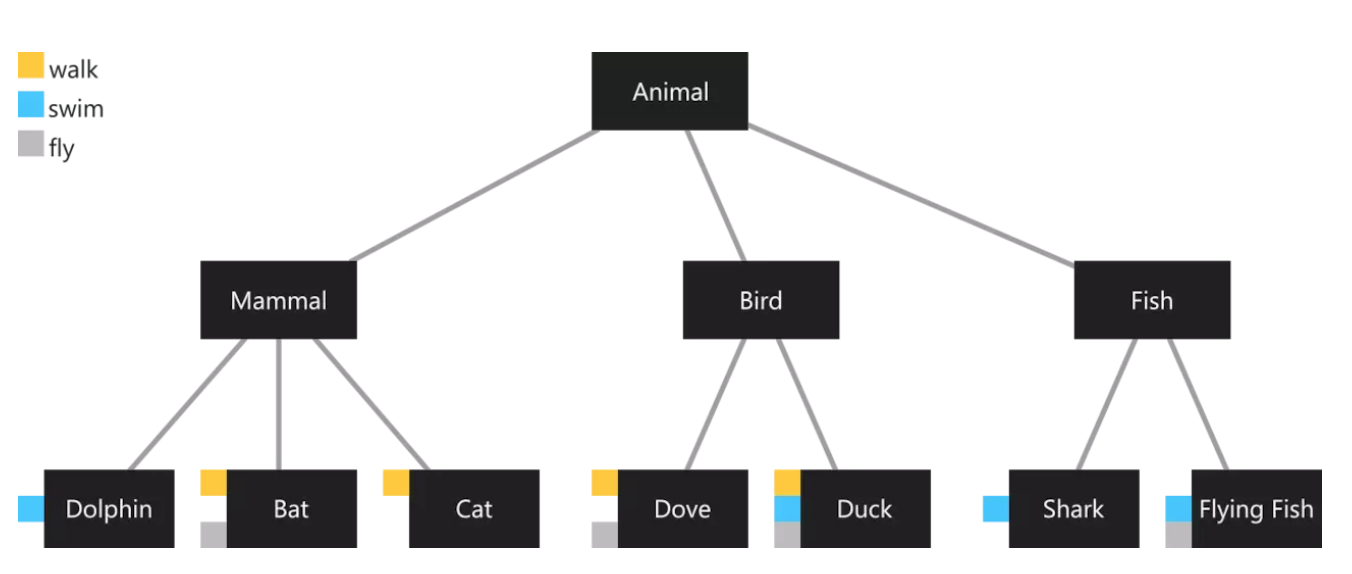 walk
swim
fly
Animal
Mammal
Bird
Fish
Dolphin
Bat
Cat
Dove
Duck
Shark
Flying Fish